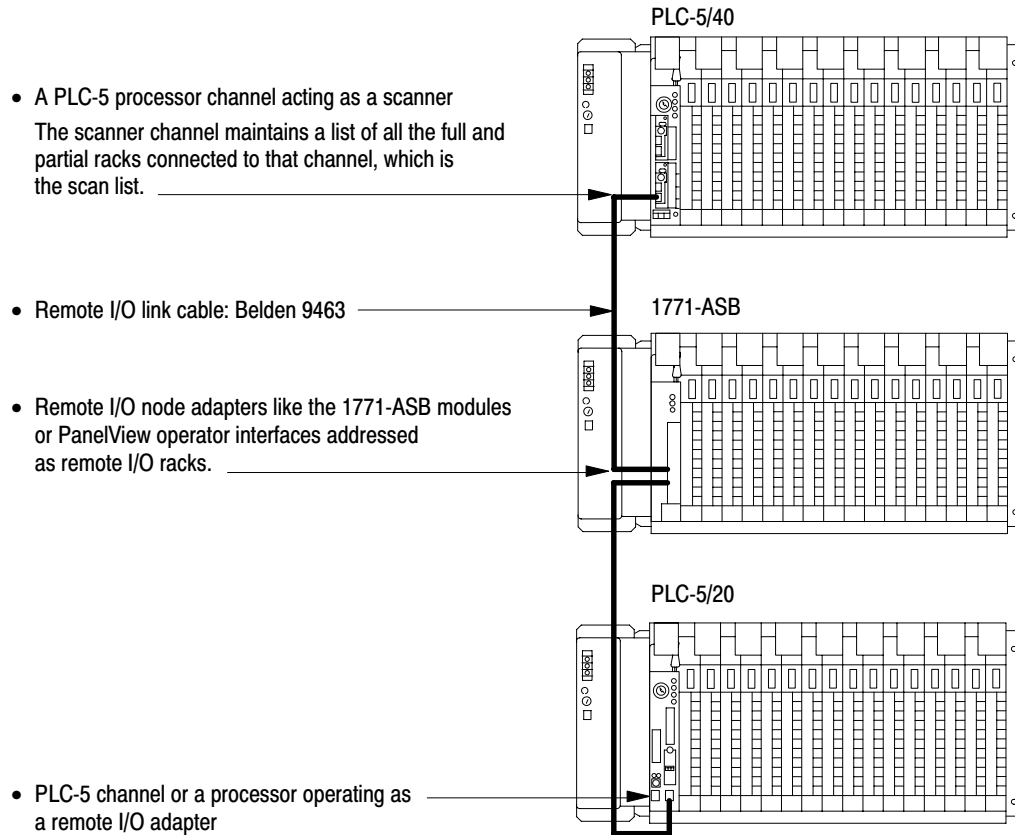 PLC-5/40
• A PLC-5 processor channel acting as a scanner
The scanner channel maintains a list of all the full and
partial racks connected to that channel, which is
the scan list.
• Remote I/O link cable: Belden 9463
1771-ASB
• Remote I/O node adapters like the 1771-ASB modules
or PanelView operator interfaces addressed
as remote I/O racks.
PLC-5/20
• PLC-5 channel or a processor operating as
a remote I/O adapter